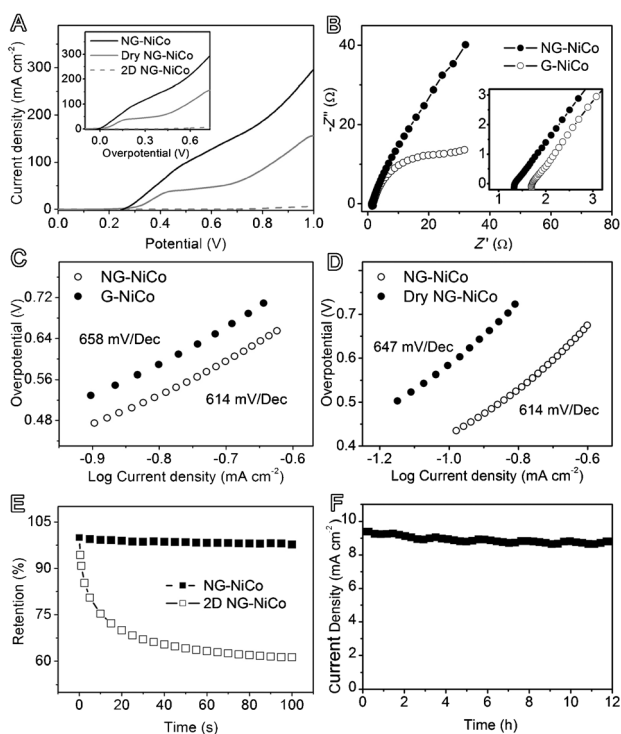 A
Current density (mA cm⁻²)
300
200
100
0
0.0 0.2 0.4 0.6 0.8 1.0
Potential (V)
NG-NiCo
Dry NG-NiCo
2D NG-NiCo
300
200
100
0
0.0 0.3 0.6
Overpotential (V)
B
-Z'' (Ω)
40
20
0
0 20 40 60 80
Z' (Ω)
NG-NiCo
G-NiCo
3
2
1
0
1 2 3
C
Overpotential (V)
0.72
0.64
0.56
0.48
-0.9 -0.8 -0.7 -0.6
Log Current density (mA cm⁻²)
NG-NiCo
G-NiCo
658 mV/Dec
614 mV/Dec
D
Overpotential (V)
0.7
0.6
0.5
0.4
-1.2 -1.0 -0.8 -0.6
Log Current density (mA cm⁻²)
NG-NiCo
Dry NG-NiCo
647 mV/Dec
614 mV/Dec
E
Retention (%)
105
90
75
60
0 20 40 60 80 100
Time (s)
NG-NiCo
2D NG-NiCo
F
Current Density (mA cm⁻²)
10
8
6
4
2
0
0 2 4 6 8 10 12
Time (h)